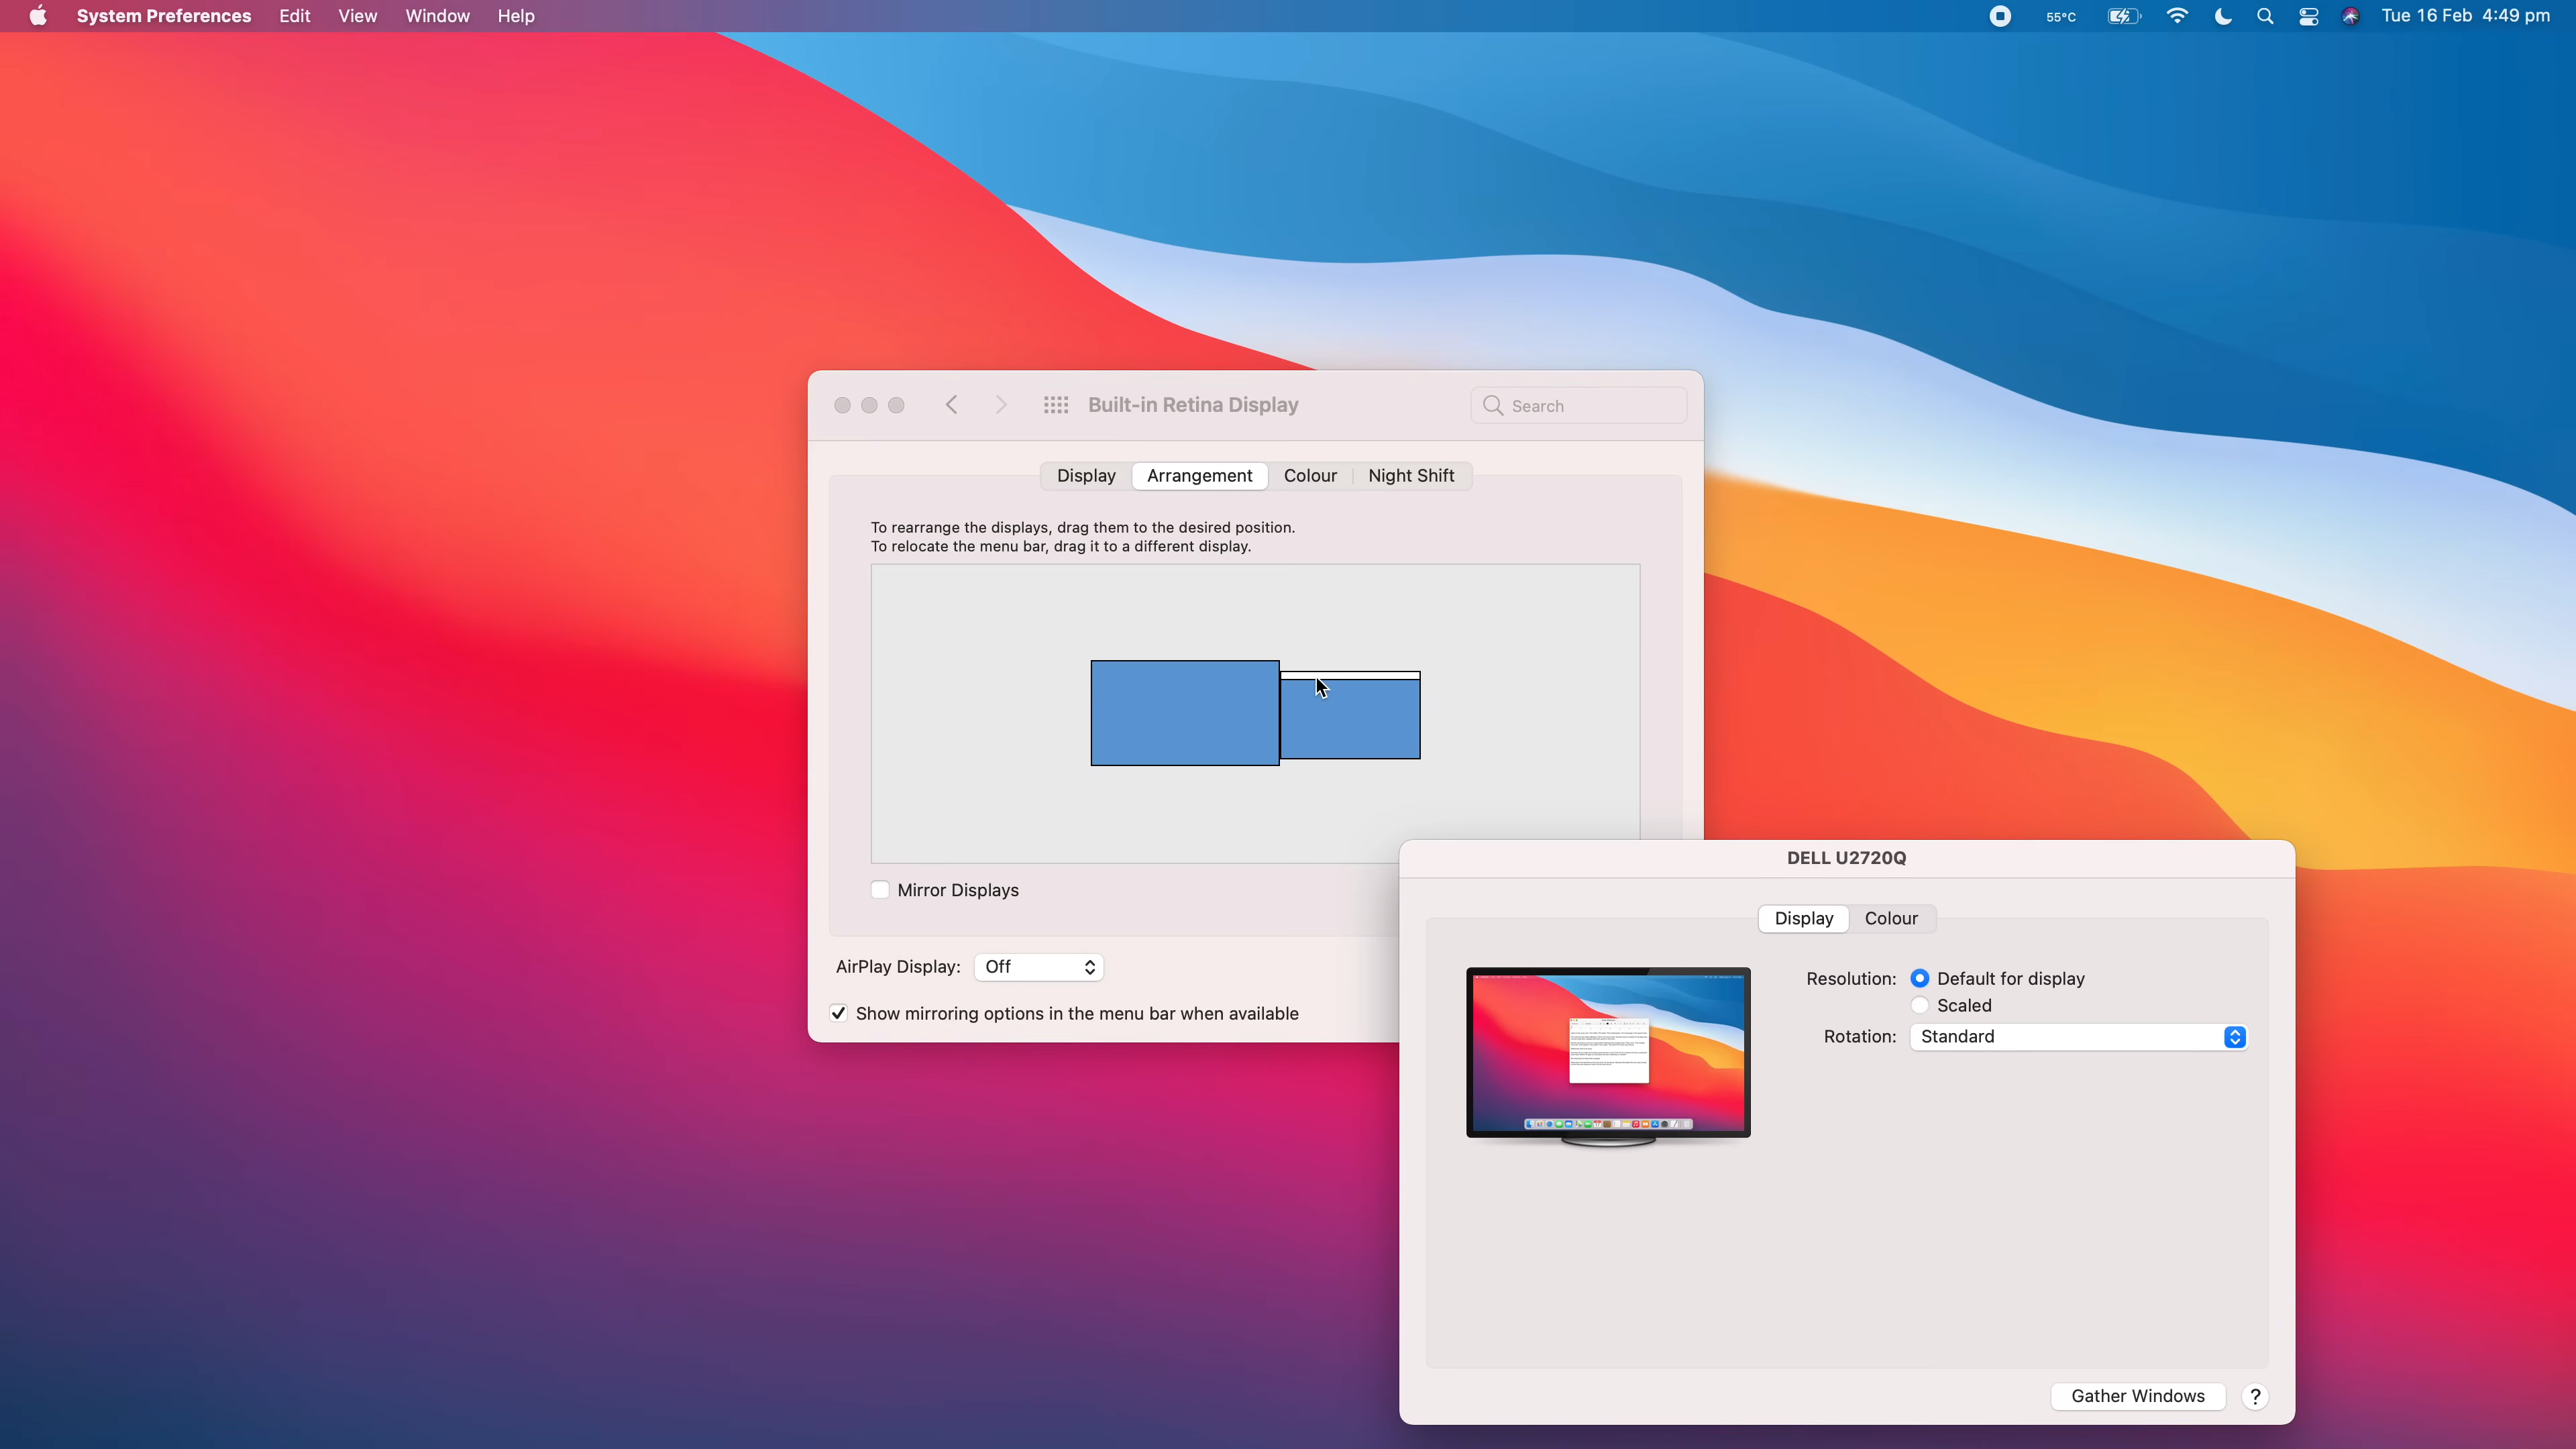 System Preferences Edit View Window Help 55°C Tue 16 Feb 4:49 pm
Built-in Retina Display Search
Display Arrangement Colour Night Shift
To rearrange the displays, drag them to the desired position.
To relocate the menu bar, drag it to a different display.
Mirror Displays
AirPlay Display: Off
Show mirroring options in the menu bar when available
DELL U2720Q
Display Colour
Resolution: Default for display
Scaled
Rotation: Standard
Gather Windows ?